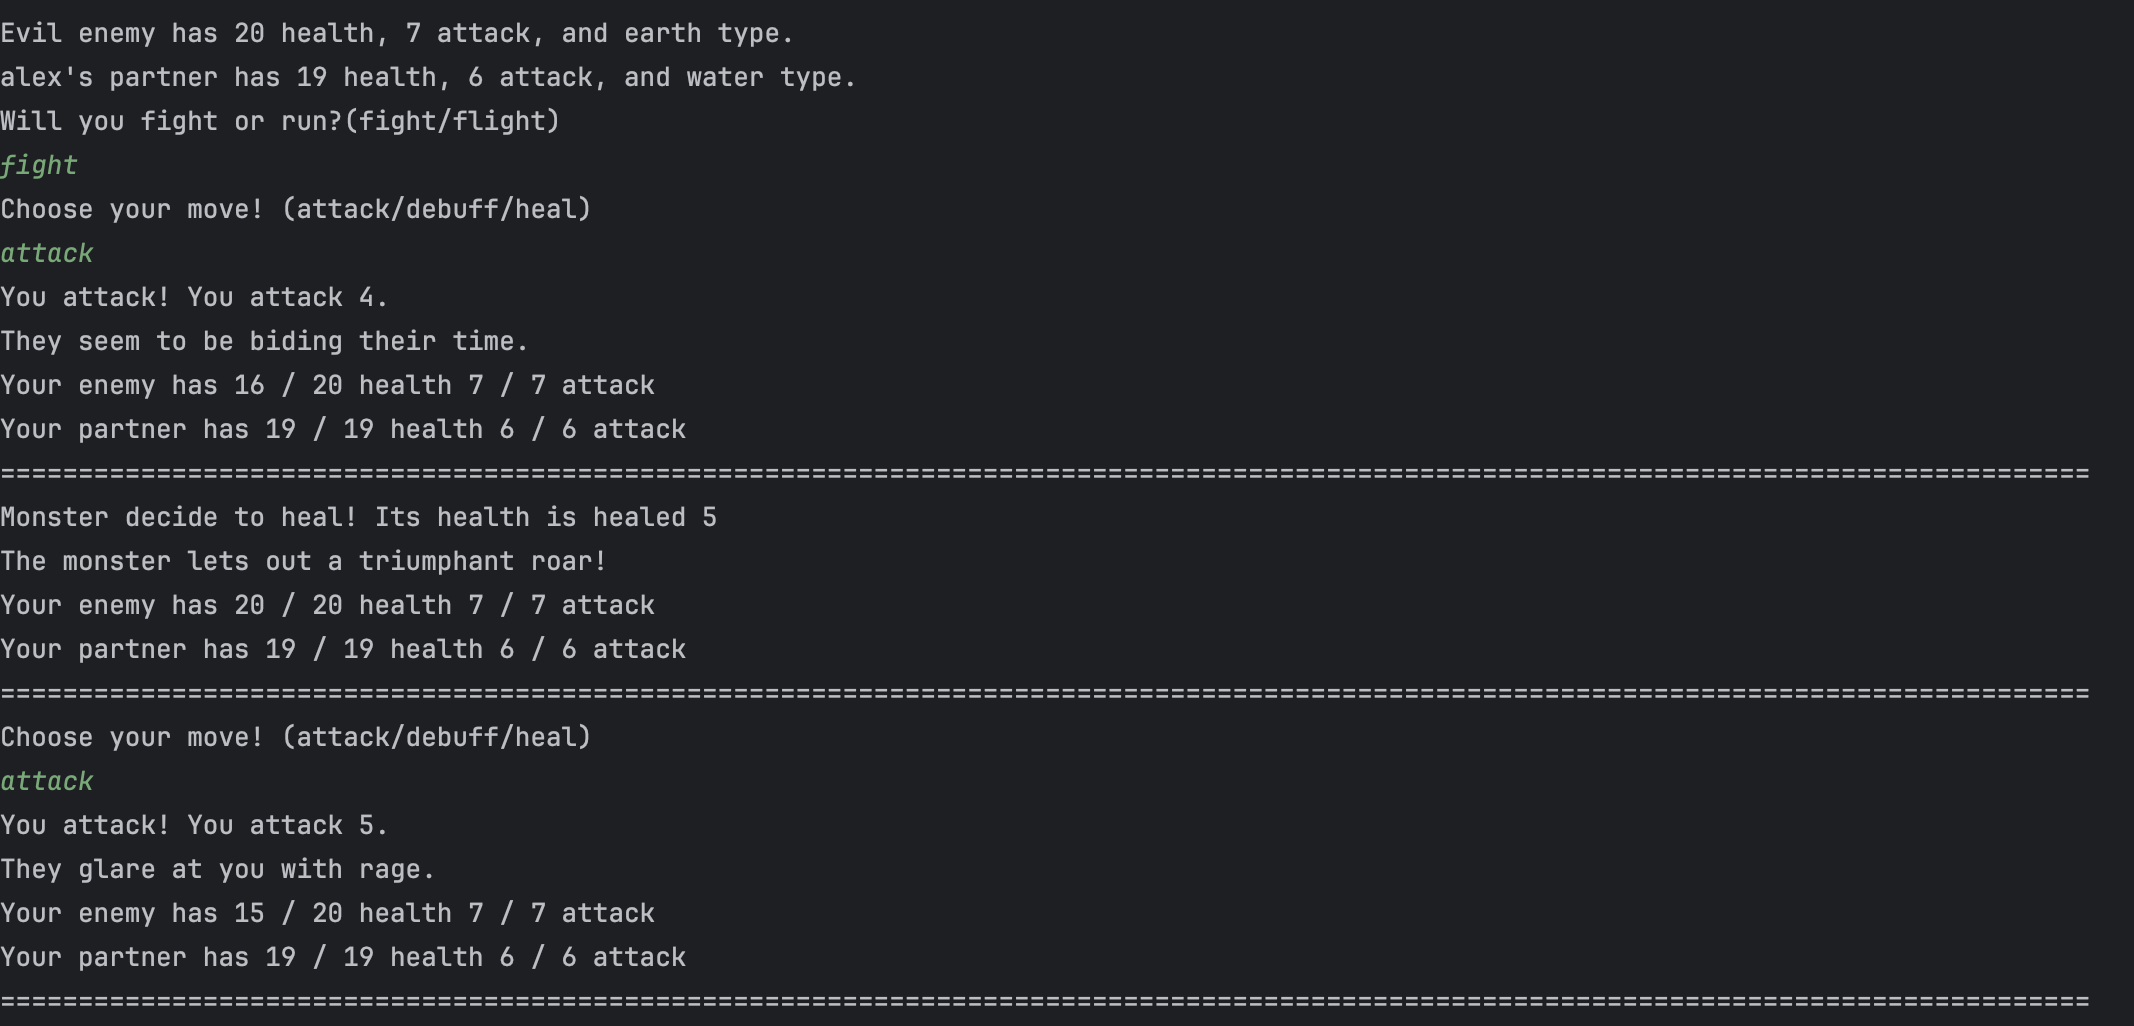 Evil enemy has 20 health, 7 attack, and earth type.
alex's partner has 19 health, 6 attack, and water type.
Will you fight or run?(fight/flight)
fight
Choose your move! (attack/debuff/heal)
attack
You attack! You attack 4.
They seem to be biding their time.
Your enemy has 16 / 20 health 7 / 7 attack
Your partner has 19 / 19 health 6 / 6 attack
======================================================================================================================================
Monster decide to heal! Its health is healed 5
The monster lets out a triumphant roar!
Your enemy has 20 / 20 health 7 / 7 attack
Your partner has 19 / 19 health 6 / 6 attack
======================================================================================================================================
Choose your move! (attack/debuff/heal)
attack
You attack! You attack 5.
They glare at you with rage.
Your enemy has 15 / 20 health 7 / 7 attack
Your partner has 19 / 19 health 6 / 6 attack
======================================================================================================================================